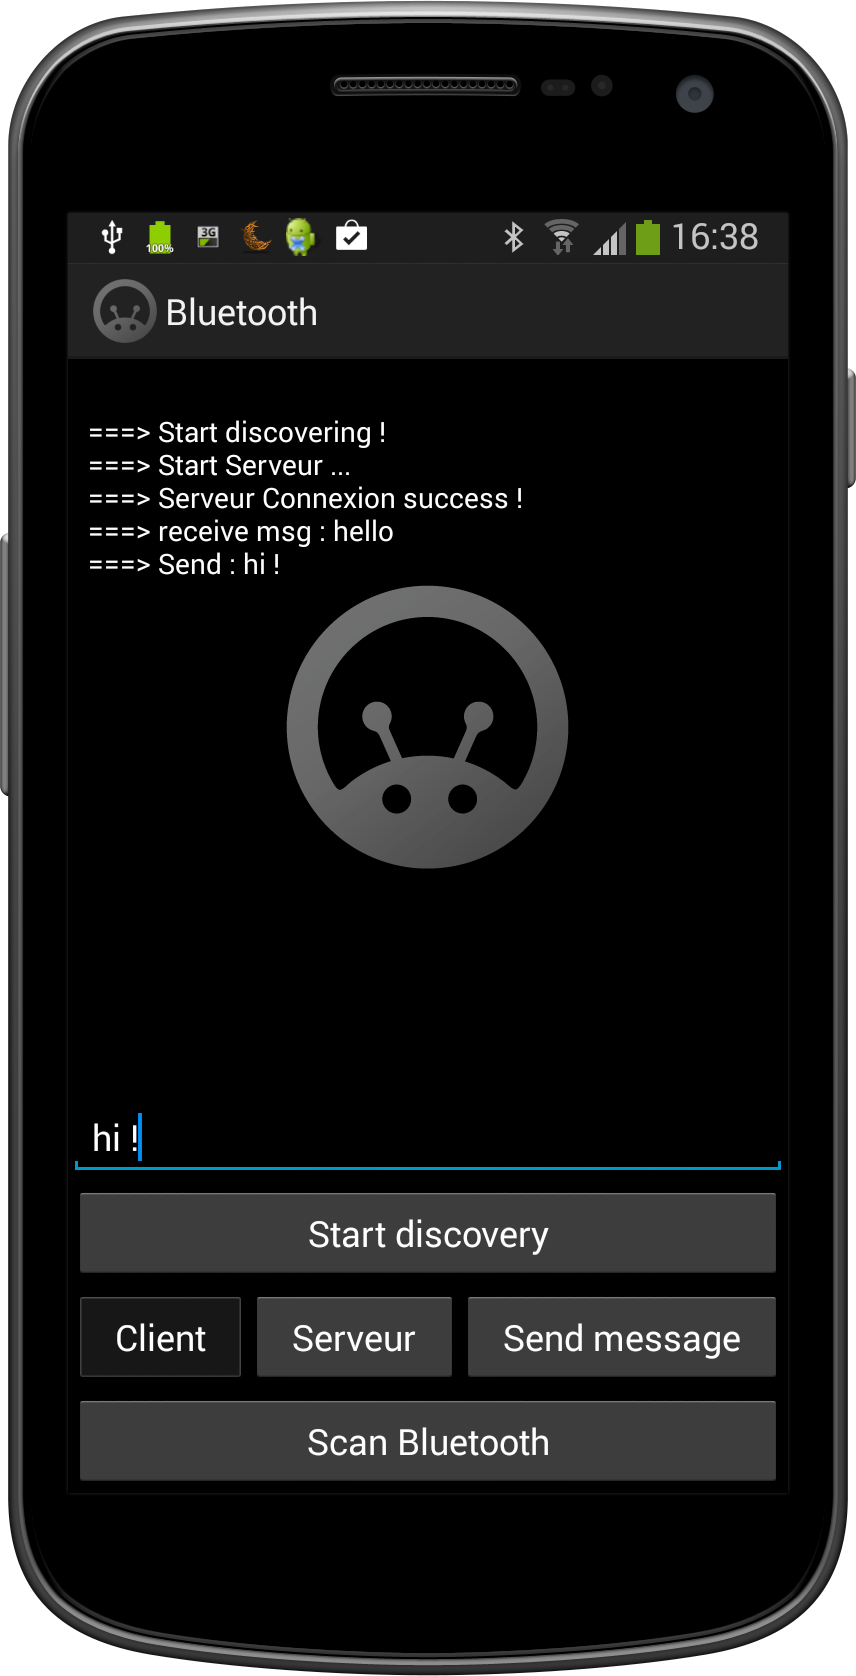 100%
3G
16:38
Bluetooth
===> Start discovering !
===> Start Serveur ...
===> Serveur Connexion success !
===> receive msg : hello
===> Send : hi !
hi !
Start discovery
Client
Serveur
Send message
Scan Bluetooth